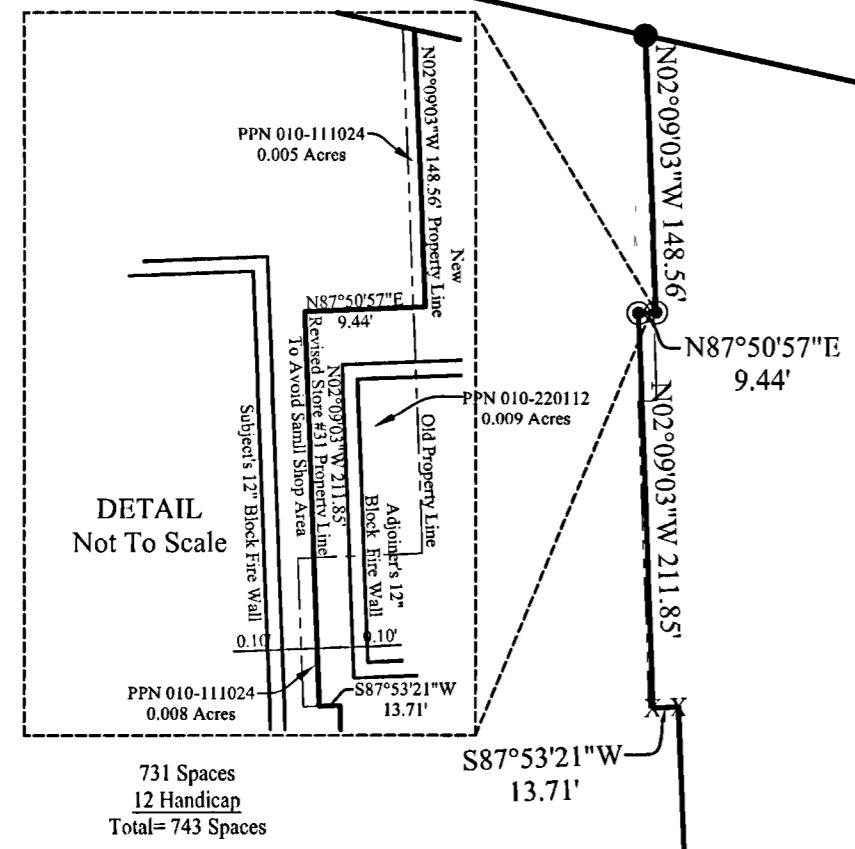 N02°09'03"W 148.56'
PPN 010-111024
0.005 Acres
N02°09'03"W 148.56' Property Line
New
N87°50'57"E
9.44'
Revised Store #31 Property Line
To Avoid Samll Shop Area
N02°09'03"W 211.85'
Subject's 12" Block Fire Wall
PPN 010-220112
0.009 Acres
Old Property Line
Adjoiner's 12"
Block Fire Wall
DETAIL
Not To Scale
0.10'
0.10'
PPN 010-111024
0.008 Acres
S87°53'21"W
13.71'
N87°50'57"E
9.44'
N02°09'03"W 211.85'
X X
S87°53'21"W
13.71'
731 Spaces
12 Handicap
Total= 743 Spaces